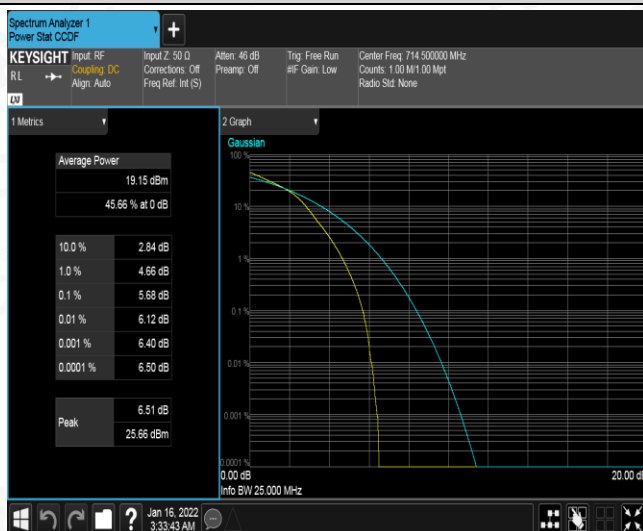 Spectrum Analyzer 1
Power Stat CCDF
+
KEYSIGHT
RL
LXI
Input: RF
Coupling: DC
Align: Auto
Input Z: 50 Ω
Corrections: Off
Freq Ref: Int (S)
Atten: 46 dB
Preamp: Off
Trig: Free Run
#IF Gain: Low
Center Freq: 714.500000 MHz
Counts: 1.00 M/1.00 Mpt
Radio Std: None
1 Metrics
Average Power
19.15 dBm
45.66 % at 0 dB
10.0 % 2.84 dB
1.0 % 4.66 dB
0.1 % 5.68 dB
0.01 % 6.12 dB
0.001 % 6.40 dB
0.0001 % 6.50 dB
Peak
6.51 dB
25.66 dBm
2 Graph
Gaussian
100 %
10 %
1 %
0.1 %
0.01 %
0.001 %
0.0001 %
0.00 dB
20.00 dB
Info BW 25.000 MHz
?
Jan 16, 2022
3:33:43 AM